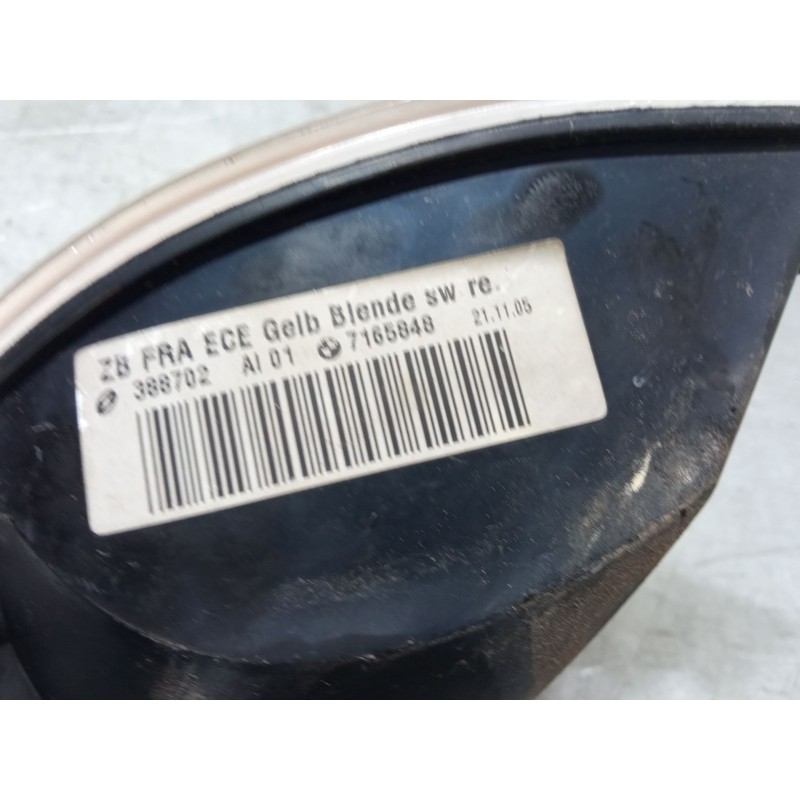 ZB FRA ECE Gelb Blende sw re.
388702 AI 01 7165848 21.11.05